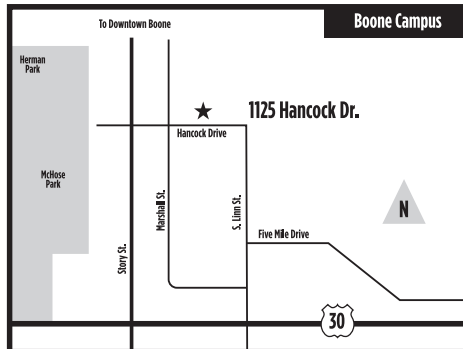 To Downtown Boone
Boone Campus
Herman
Park
1125 Hancock Dr.
Hancock Drive
McHose
Park
Marshall St.
S. Linn St.
N
Story St.
Five Mile Drive
30